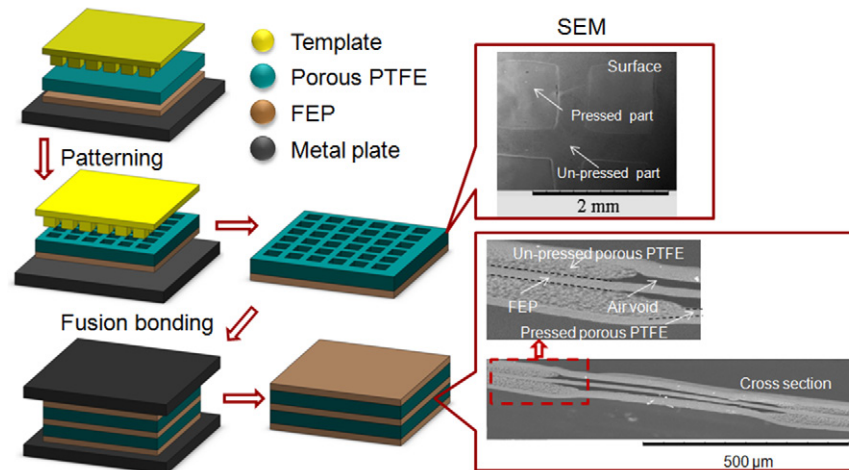 SEM
Template
Porous PTFE
FEP
Metal plate
Surface
Pressed part
Un-pressed part
2 mm
Patterning
Fusion bonding
Un-pressed porous PTFE
FEP
Air void
Pressed porous PTFE
Cross section
500 µm